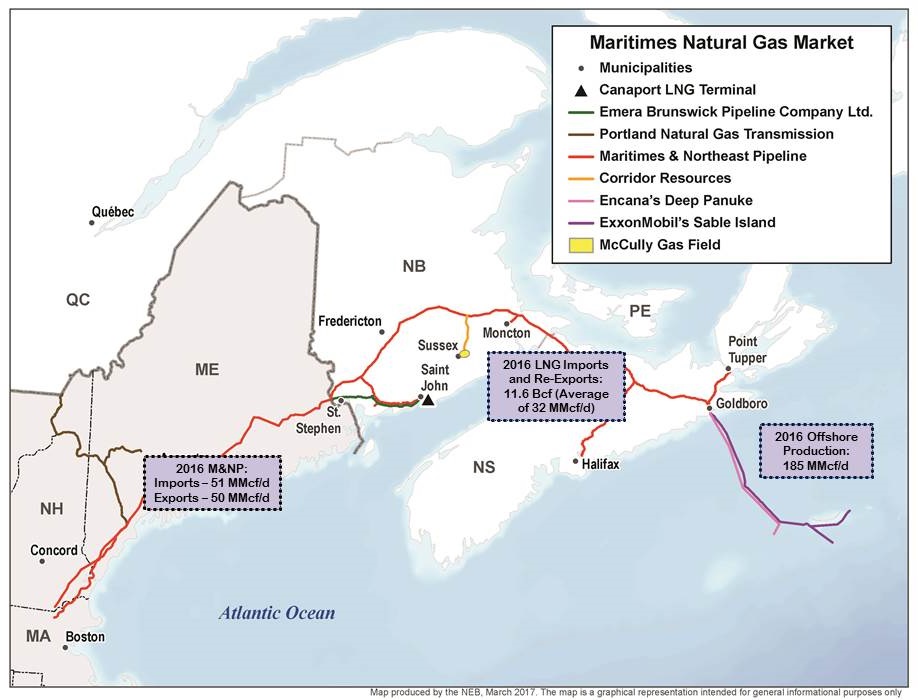 Maritimes Natural Gas Market
Municipalities
Canaport LNG Terminal
Emera Brunswick Pipeline Company Ltd.
Portland Natural Gas Transmission
Maritimes & Northeast Pipeline
Corridor Resources
Encana's Deep Panuke
ExxonMobil's Sable Island
McCully Gas Field
Québec
QC
NB
PE
Fredericton
Moncton
Sussex
Saint
John
Point
Tupper
ME
2016 LNG Imports
and Re-Exports:
11.6 Bcf (Average
of 32 MMcf/d)
St.
Stephen
Goldboro
2016 Offshore
Production:
185 MMcf/d
NS
Halifax
2016 M&NP:
Imports – 51 MMcf/d
Exports – 50 MMcf/d
NH
Concord
Atlantic Ocean
MA
Boston
Map produced by the NEB, March 2017. The map is a graphical representation intended for general informational purposes only